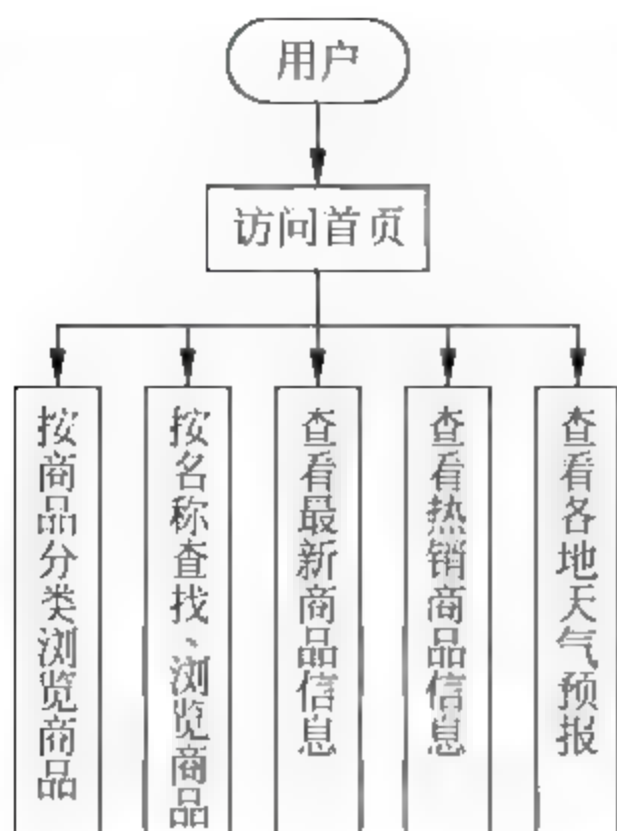 用户
访问首页
按商品分类浏览商品
按名称查找、浏览商品
查看最新商品信息
查看热销商品信息
查看各地天气预报